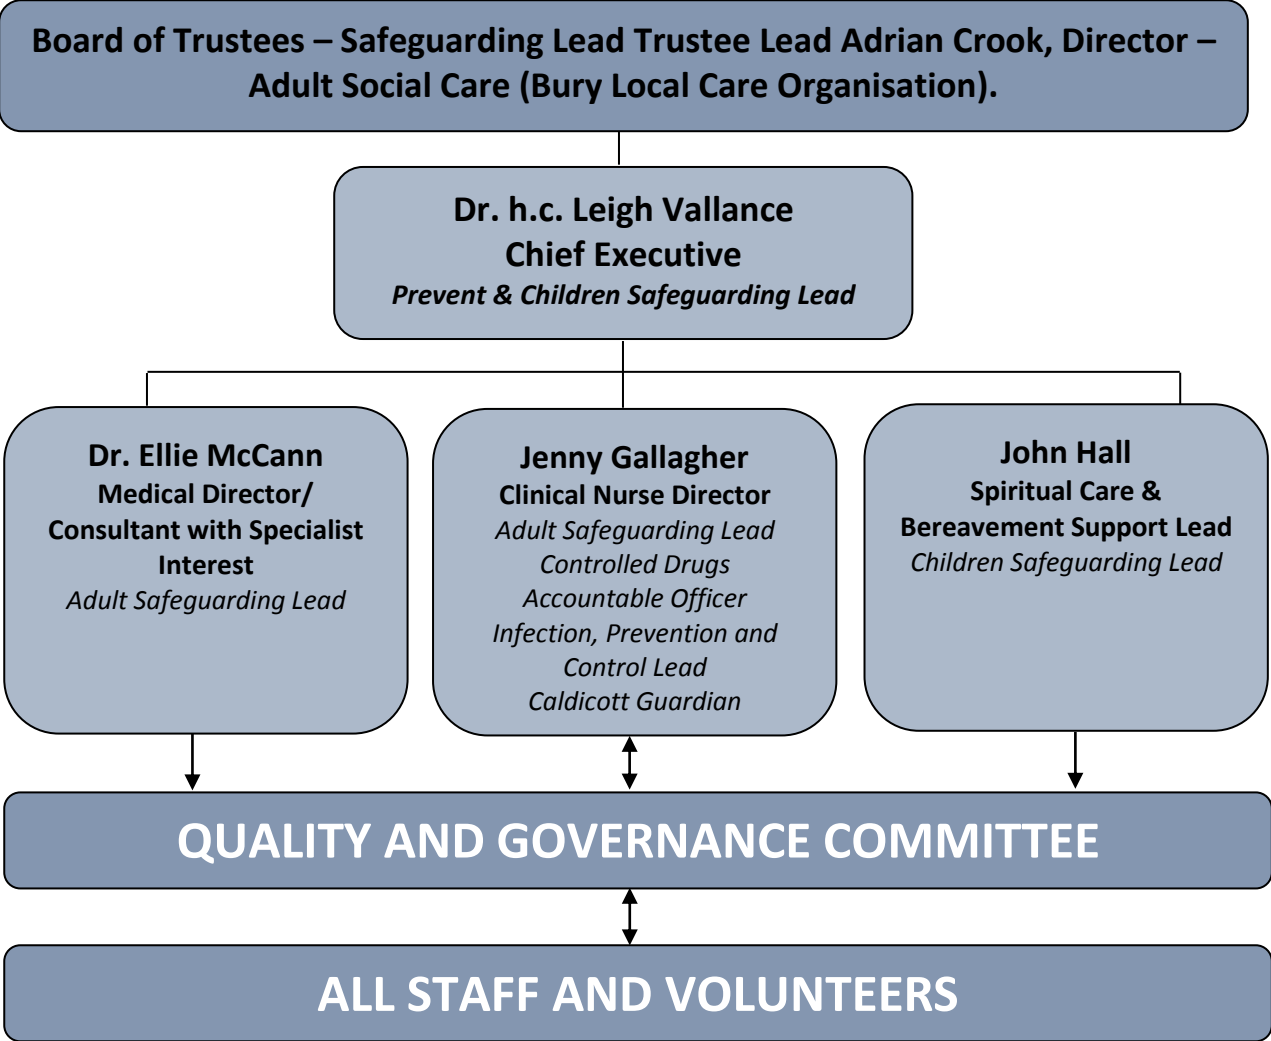 Board of Trustees – Safeguarding Lead Trustee Lead Adrian Crook, Director –
Adult Social Care (Bury Local Care Organisation).
Dr. h.c. Leigh Vallance
Chief Executive
Prevent & Children Safeguarding Lead
Dr. Ellie McCann
Medical Director/
Consultant with Specialist
Interest
Adult Safeguarding Lead
Jenny Gallagher
Clinical Nurse Director
Adult Safeguarding Lead
Controlled Drugs
Accountable Officer
Infection, Prevention and
Control Lead
Caldicott Guardian
John Hall
Spiritual Care &
Bereavement Support Lead
Children Safeguarding Lead
QUALITY AND GOVERNANCE COMMITTEE
ALL STAFF AND VOLUNTEERS